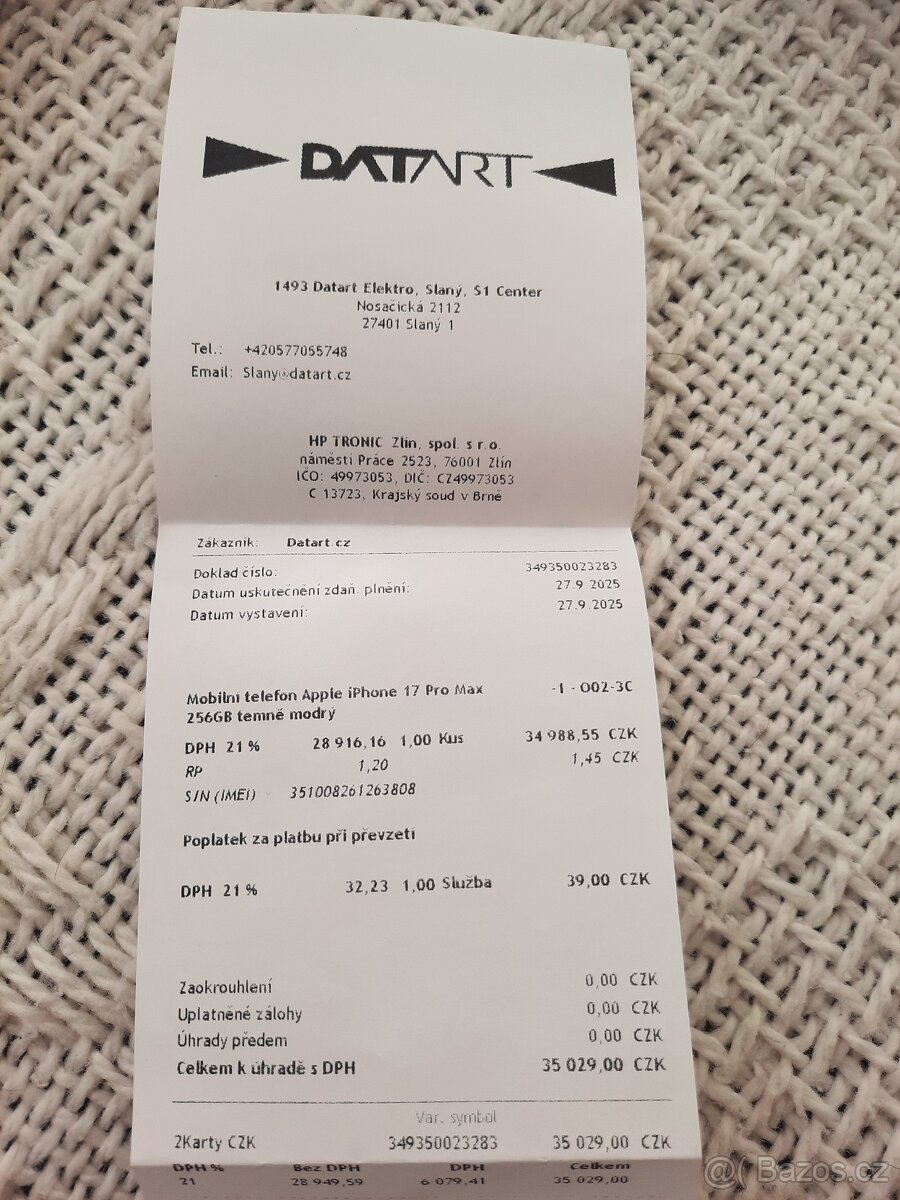 DATART
1493 Datart Elektro, Slaný, S1 Center
Nosačická 2112
27401 Slaný 1
Tel.: +420577055748
Email: Slany@datart.cz
HP TRONIC Zlín, spol. s r.o.
náměstí Práce 2523, 76001 Zlín
IČO: 49973053, DIČ: CZ49973053
C 13723, Krajský soud v Brně
Zákazník: Datart.cz
Doklad číslo: 349350023283
Datum uskutečnění zdaň. plnění: 27.9.2025
Datum vystavení: 27.9.2025
Mobilní telefon Apple iPhone 17 Pro Max -1 - O02-3C
256GB temně modrý
DPH 21 % 28 916,16 1,00 Kus 34 988,55 CZK
RP 1,20 1,45 CZK
S/N (IMEI) 351008261263808
Poplatek za platbu při převzetí
DPH 21 % 32,23 1,00 Služba 39,00 CZK
Zaokrouhlení 0,00 CZK
Uplatněné zálohy 0,00 CZK
Úhrady předem 0,00 CZK
Celkem k úhradě s DPH 35 029,00 CZK
Var. symbol
2Karty CZK 349350023283 35 029,00 CZK
DPH % Bez DPH DPH Celkem
21 28 949,59 6 079,41 35 029,00
@( Bazos.cz